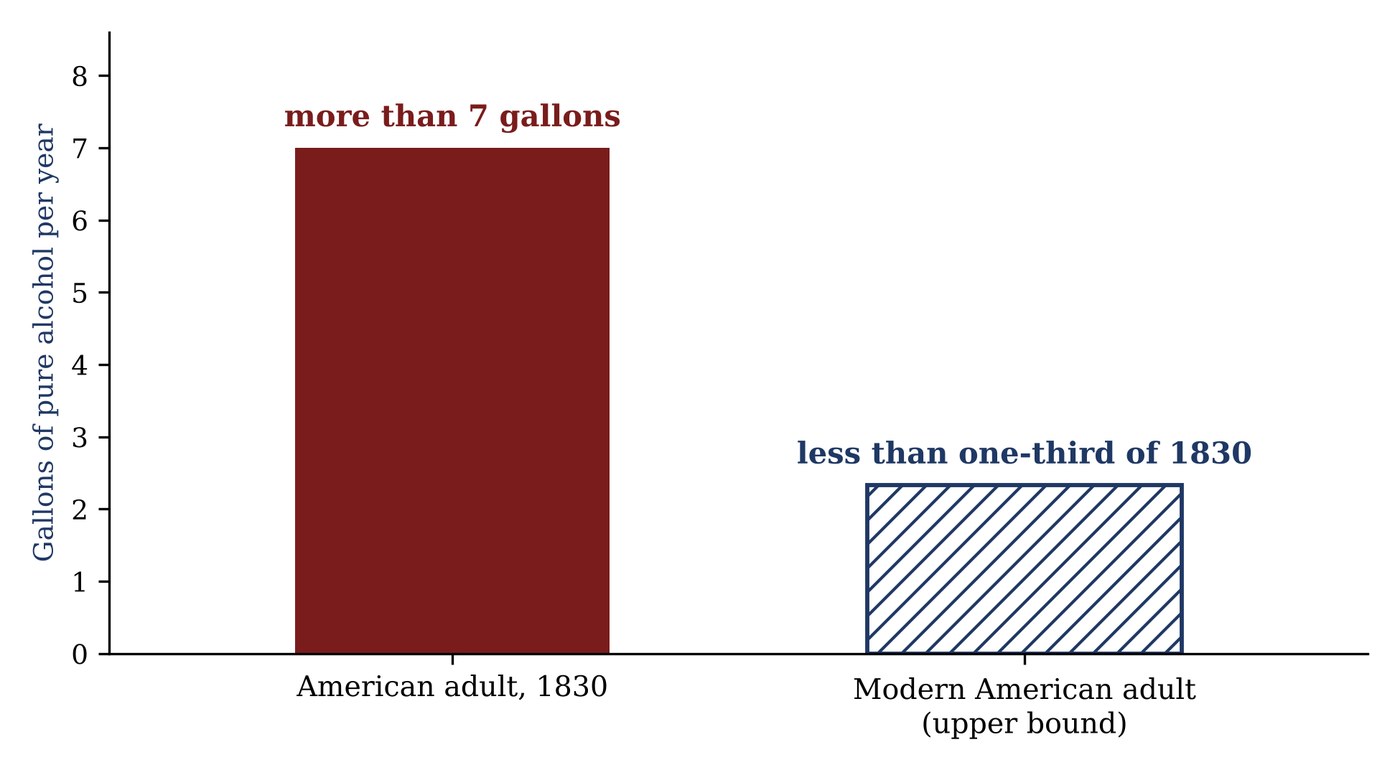 Gallons of pure alcohol per year
8
7
6
5
4
3
2
1
0
more than 7 gallons
less than one-third of 1830
American adult, 1830
Modern American adult
(upper bound)